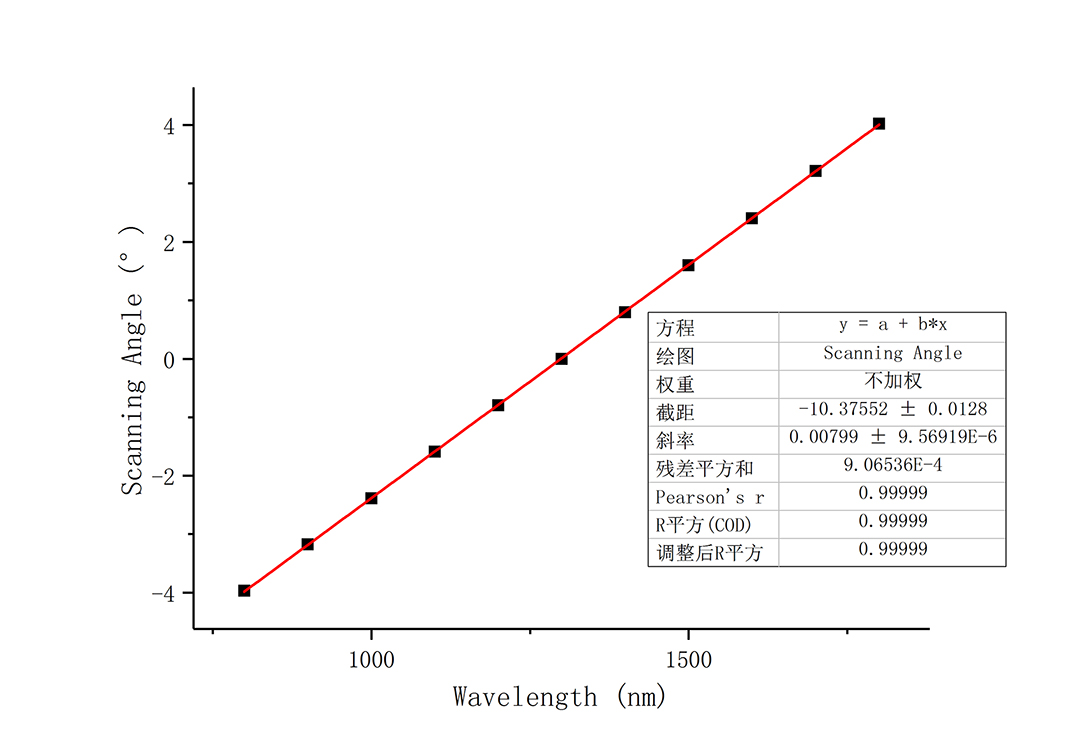 4
2
0
-2
-4
Scanning Angle (° )
1000
1500
Wavelength (nm)
方程 y = a + b*x
绘图 Scanning Angle
权重 不加权
截距 -10.37552 ± 0.0128
斜率 0.00799 ± 9.56919E-6
残差平方和 9.06536E-4
Pearson's r 0.99999
R平方(COD) 0.99999
调整后R平方 0.99999